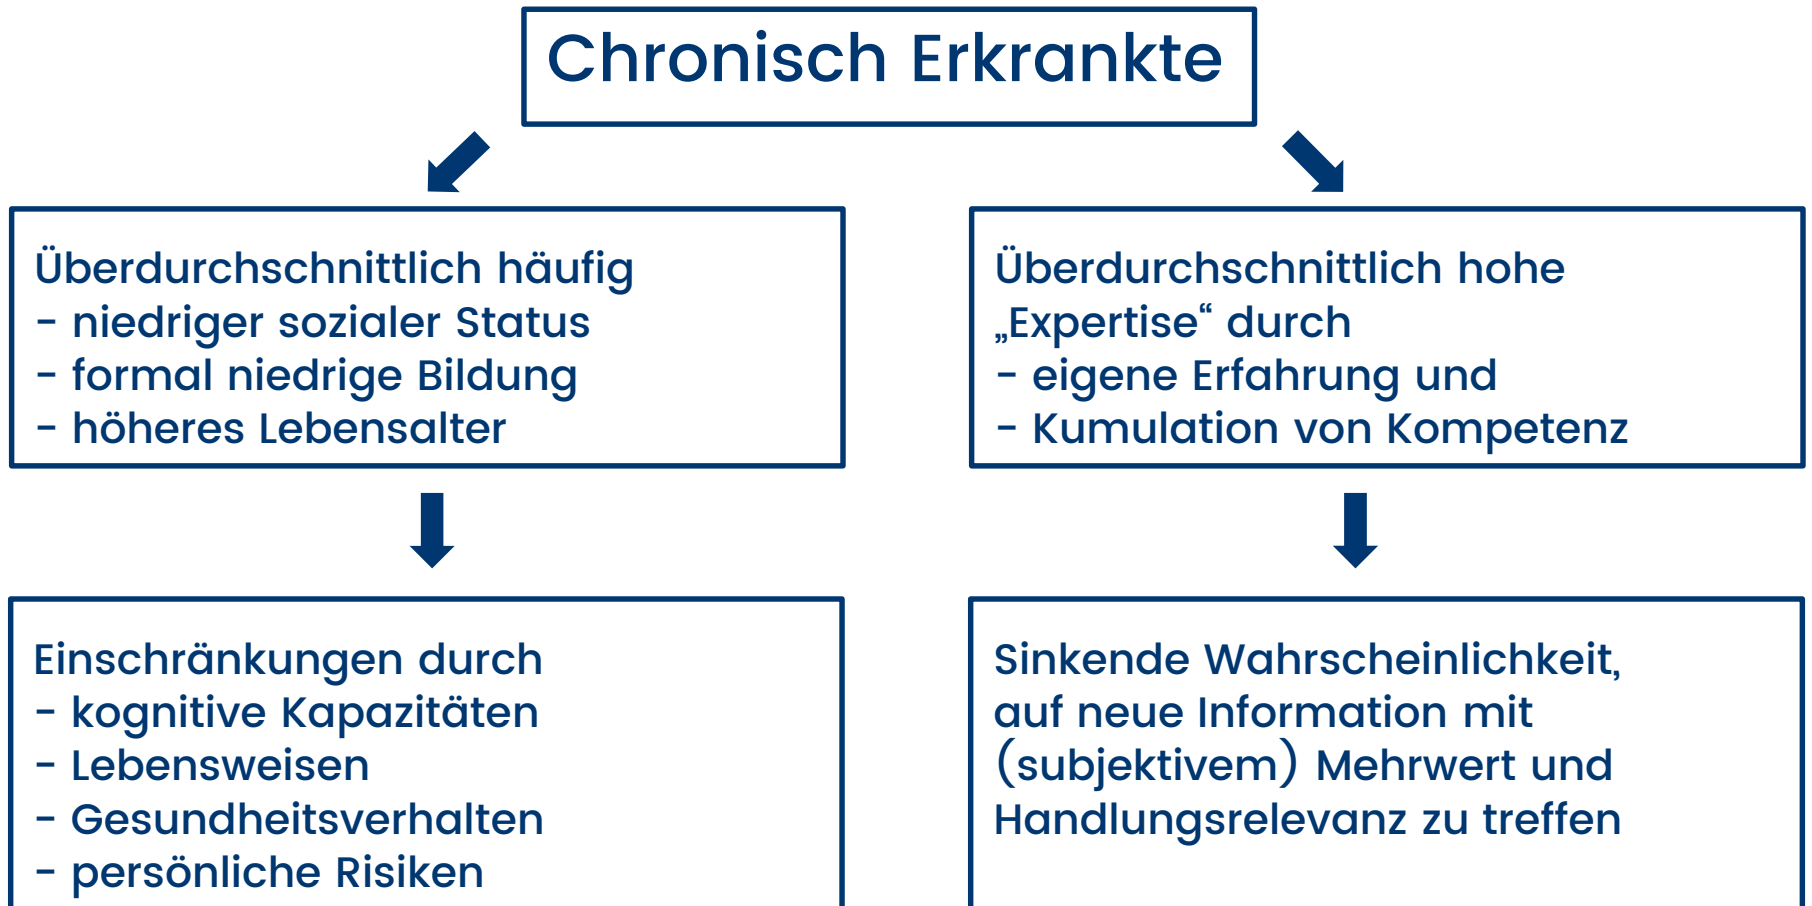 Chronisch Erkrankte
Überdurchschnittlich häufig
- niedriger sozialer Status
- formal niedrige Bildung
- höheres Lebensalter
Überdurchschnittlich hohe
„Expertise“ durch
- eigene Erfahrung und
- Kumulation von Kompetenz
Einschränkungen durch
- kognitive Kapazitäten
- Lebensweisen
- Gesundheitsverhalten
- persönliche Risiken
Sinkende Wahrscheinlichkeit,
auf neue Information mit
(subjektivem) Mehrwert und
Handlungsrelevanz zu treffen